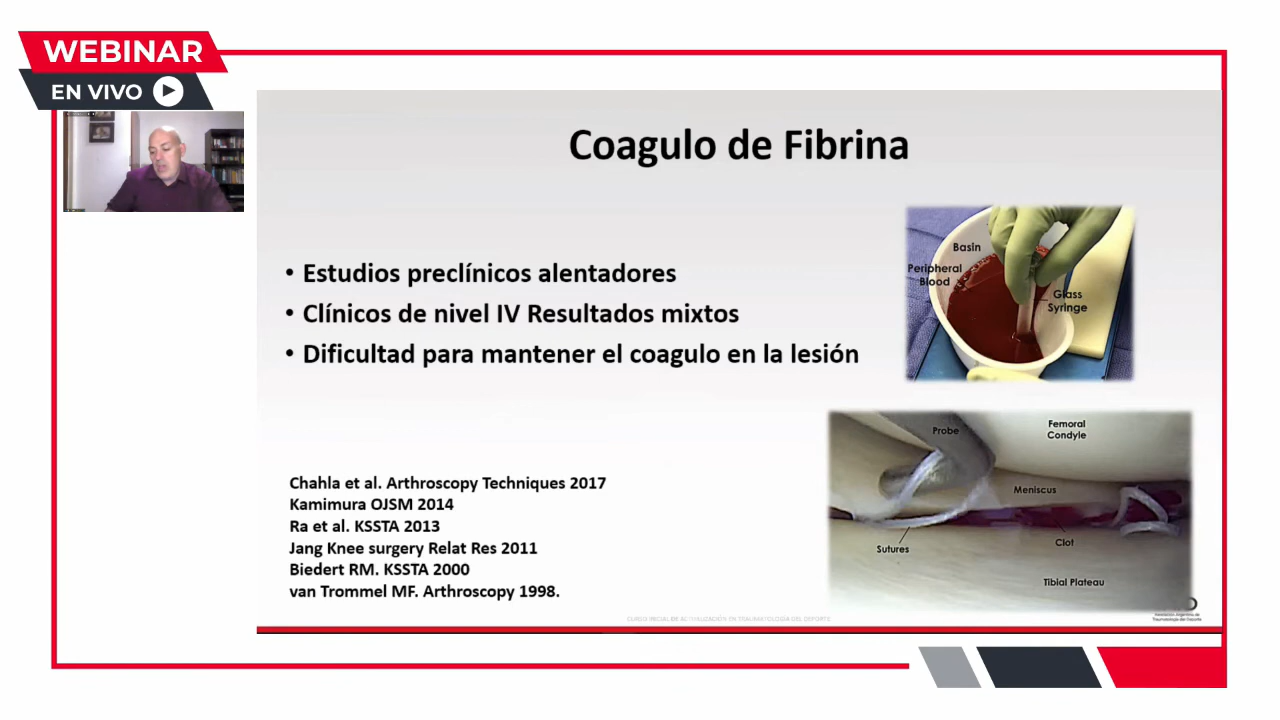 WEBINAR
EN VIVO
Coagulo de Fibrina
• Estudios preclínicos alentadores
• Clínicos de nivel IV Resultados mixtos
• Dificultad para mantener el coagulo en la lesión
Basin
Peripheral
Blood
Glass
Syringe
Probe
Femoral
Condyle
Meniscus
Sutures
Clot
Tibial Plateau
Chahla et al. Arthroscopy Techniques 2017
Kamimura OJSM 2014
Ra et al. KSSTA 2013
Jang Knee surgery Relat Res 2011
Biedert RM. KSSTA 2000
van Trommel MF. Arthroscopy 1998.
Traumatología del Deporte